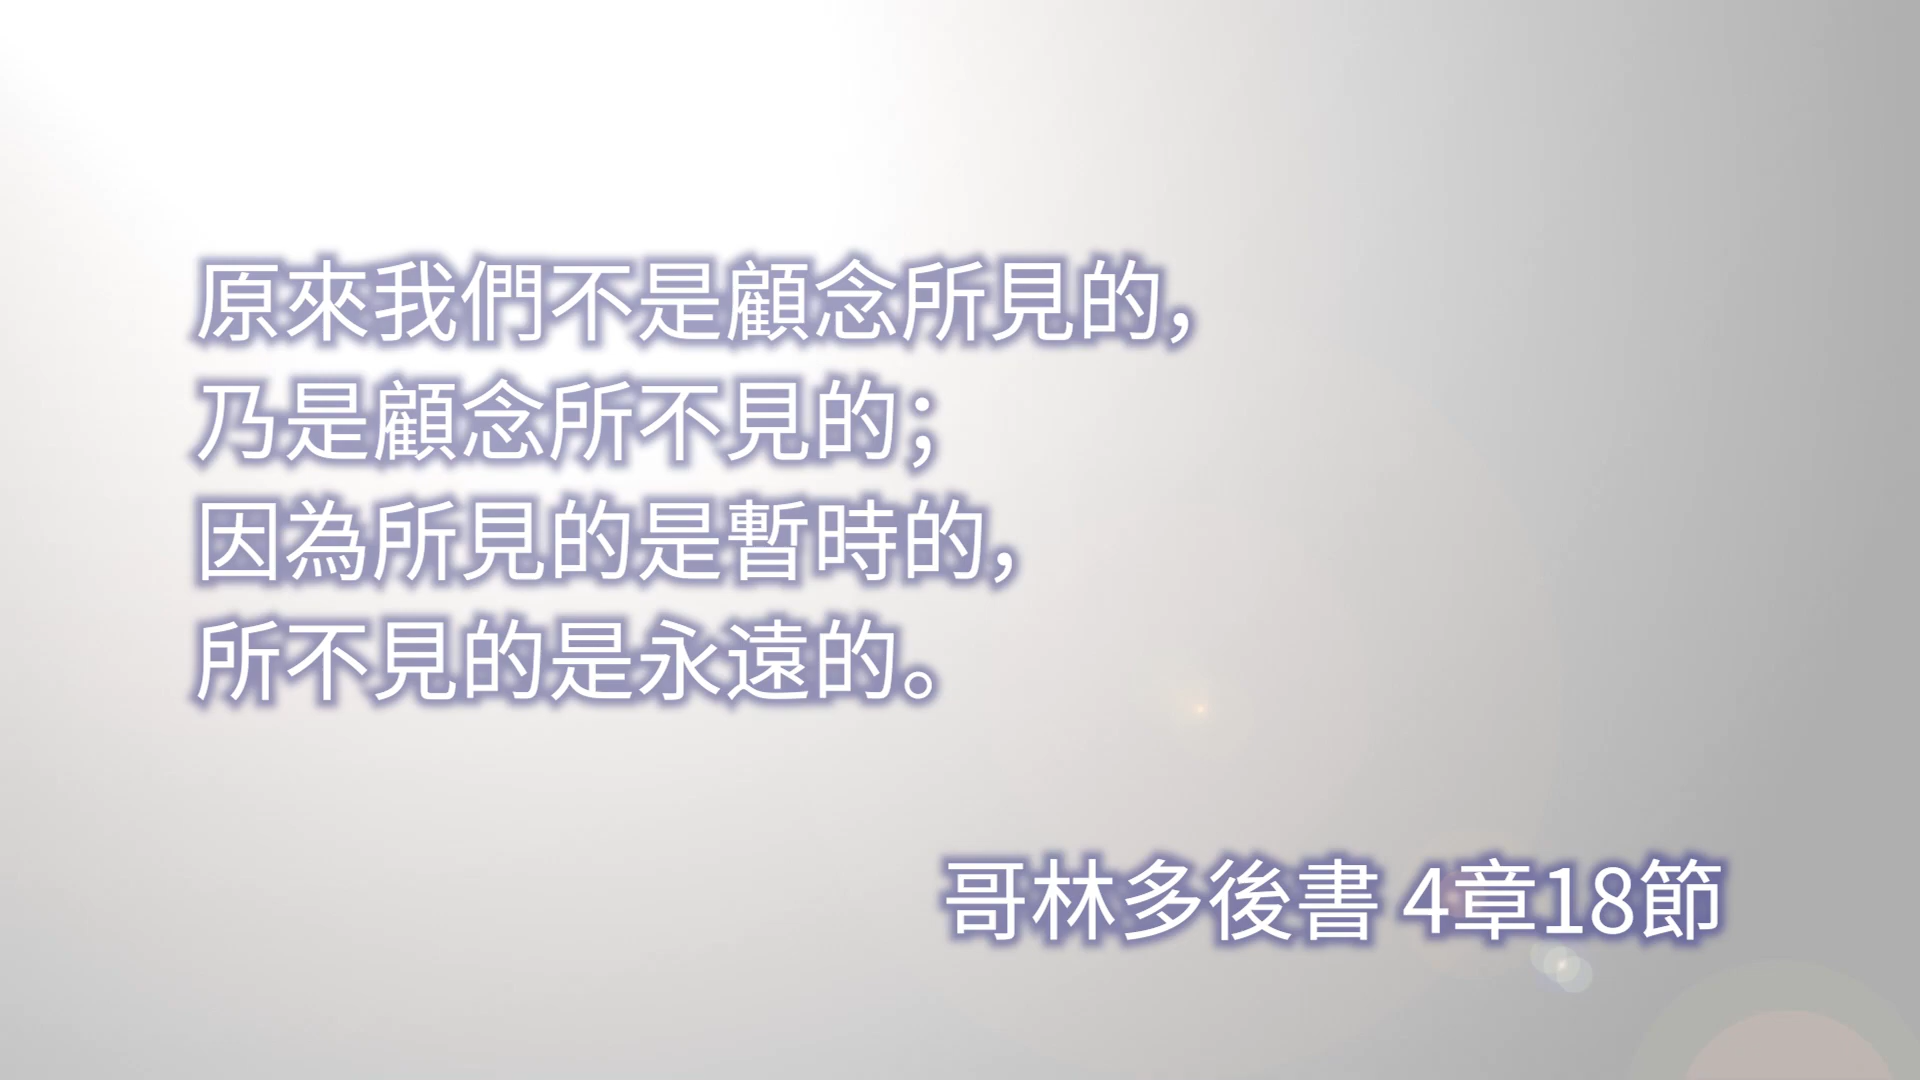 原來我們不是顧念所見的，
乃是顧念所不見的；
因為所見的是暫時的，
所不見的是永遠的。
哥林多後書 4章18節